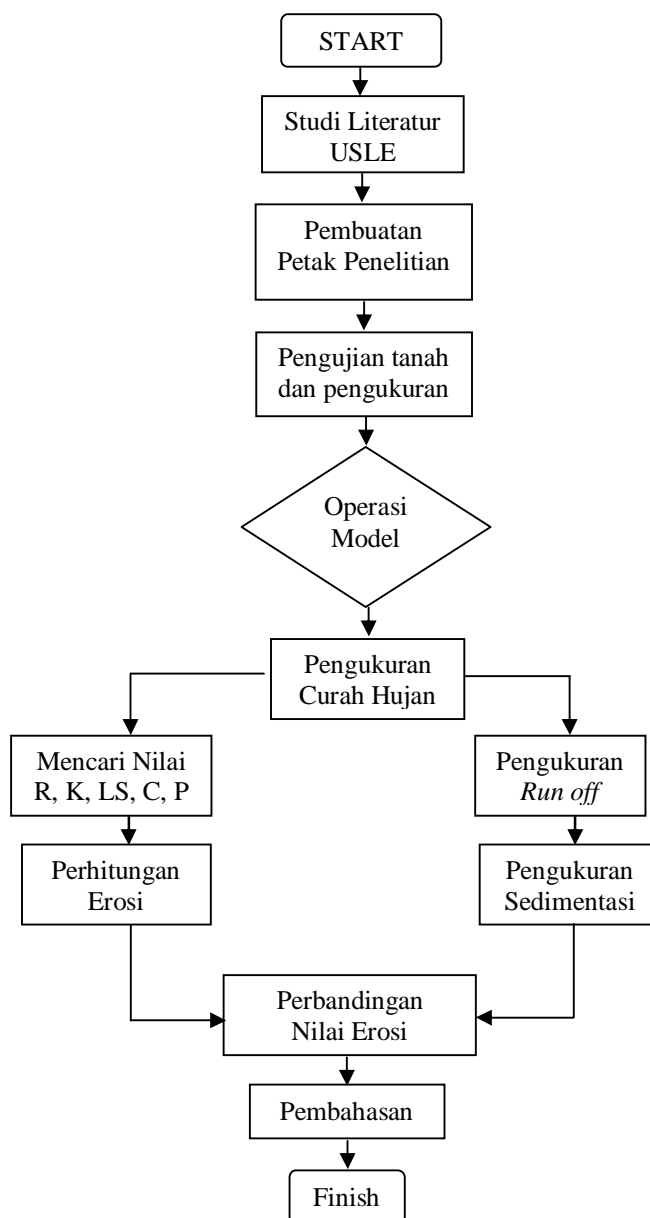 START
Studi Literatur
USLE
Pembuatan
Petak Penelitian
Pengujian tanah
dan pengukuran
Operasi
Model
Pengukuran
Curah Hujan
Mencari Nilai
R, K, LS, C, P
Perhitungan
Erosi
Pengukuran
Run off
Pengukuran
Sedimentasi
Perbandingan
Nilai Erosi
Pembahasan
Finish